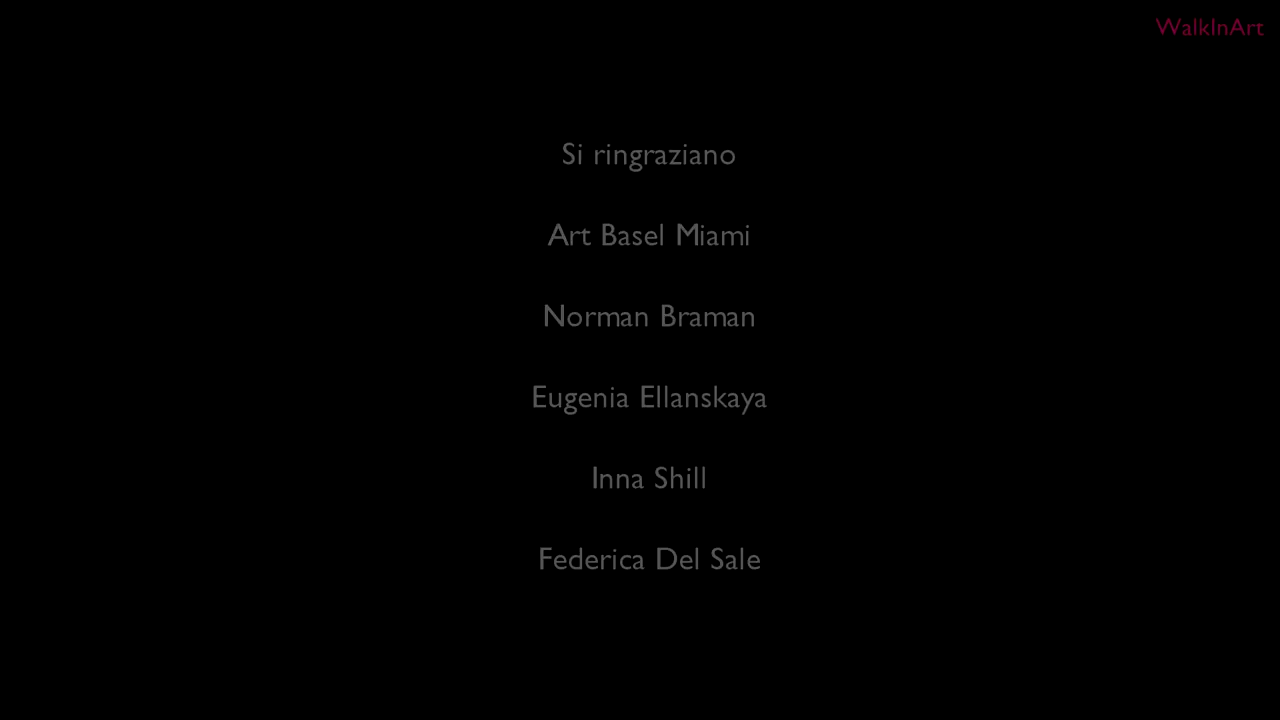 WalkInArt
Si ringraziano
Art Basel Miami
Norman Braman
Eugenia Ellanskaya
Inna Shill
Federica Del Sale